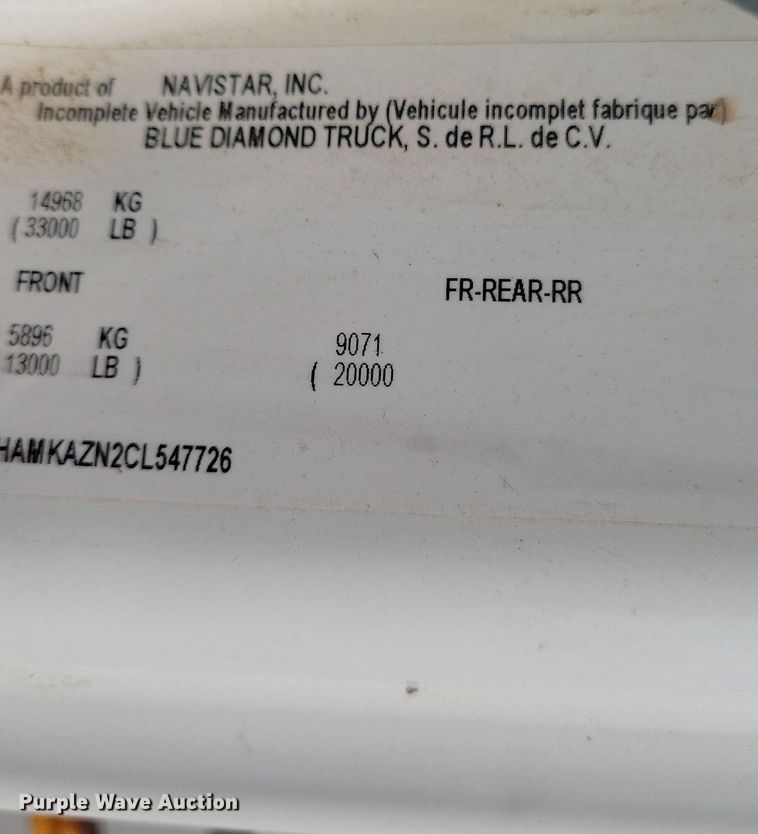 A product of NAVISTAR, INC.
Incomplete Vehicle Manufactured by (Vehicule incomplet fabrique par)
BLUE DIAMOND TRUCK, S. de R.L. de C.V.
14968 KG
( 33000 LB )
FRONT FR-REAR-RR
5896 KG 9071
13000 LB ) ( 20000
HAMKAZN2CL547726
Purple Wave Auction